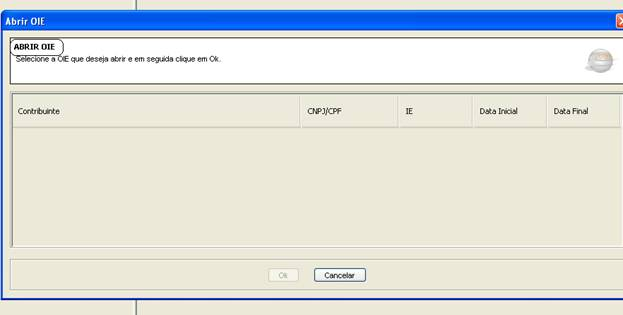 Abrir OIE
ABRIR OIE
Selecione a OIE que deseja abrir e em seguida clique em Ok.
Contribuinte CNPJ/CPF IE Data Inicial Data Final
Ok Cancelar